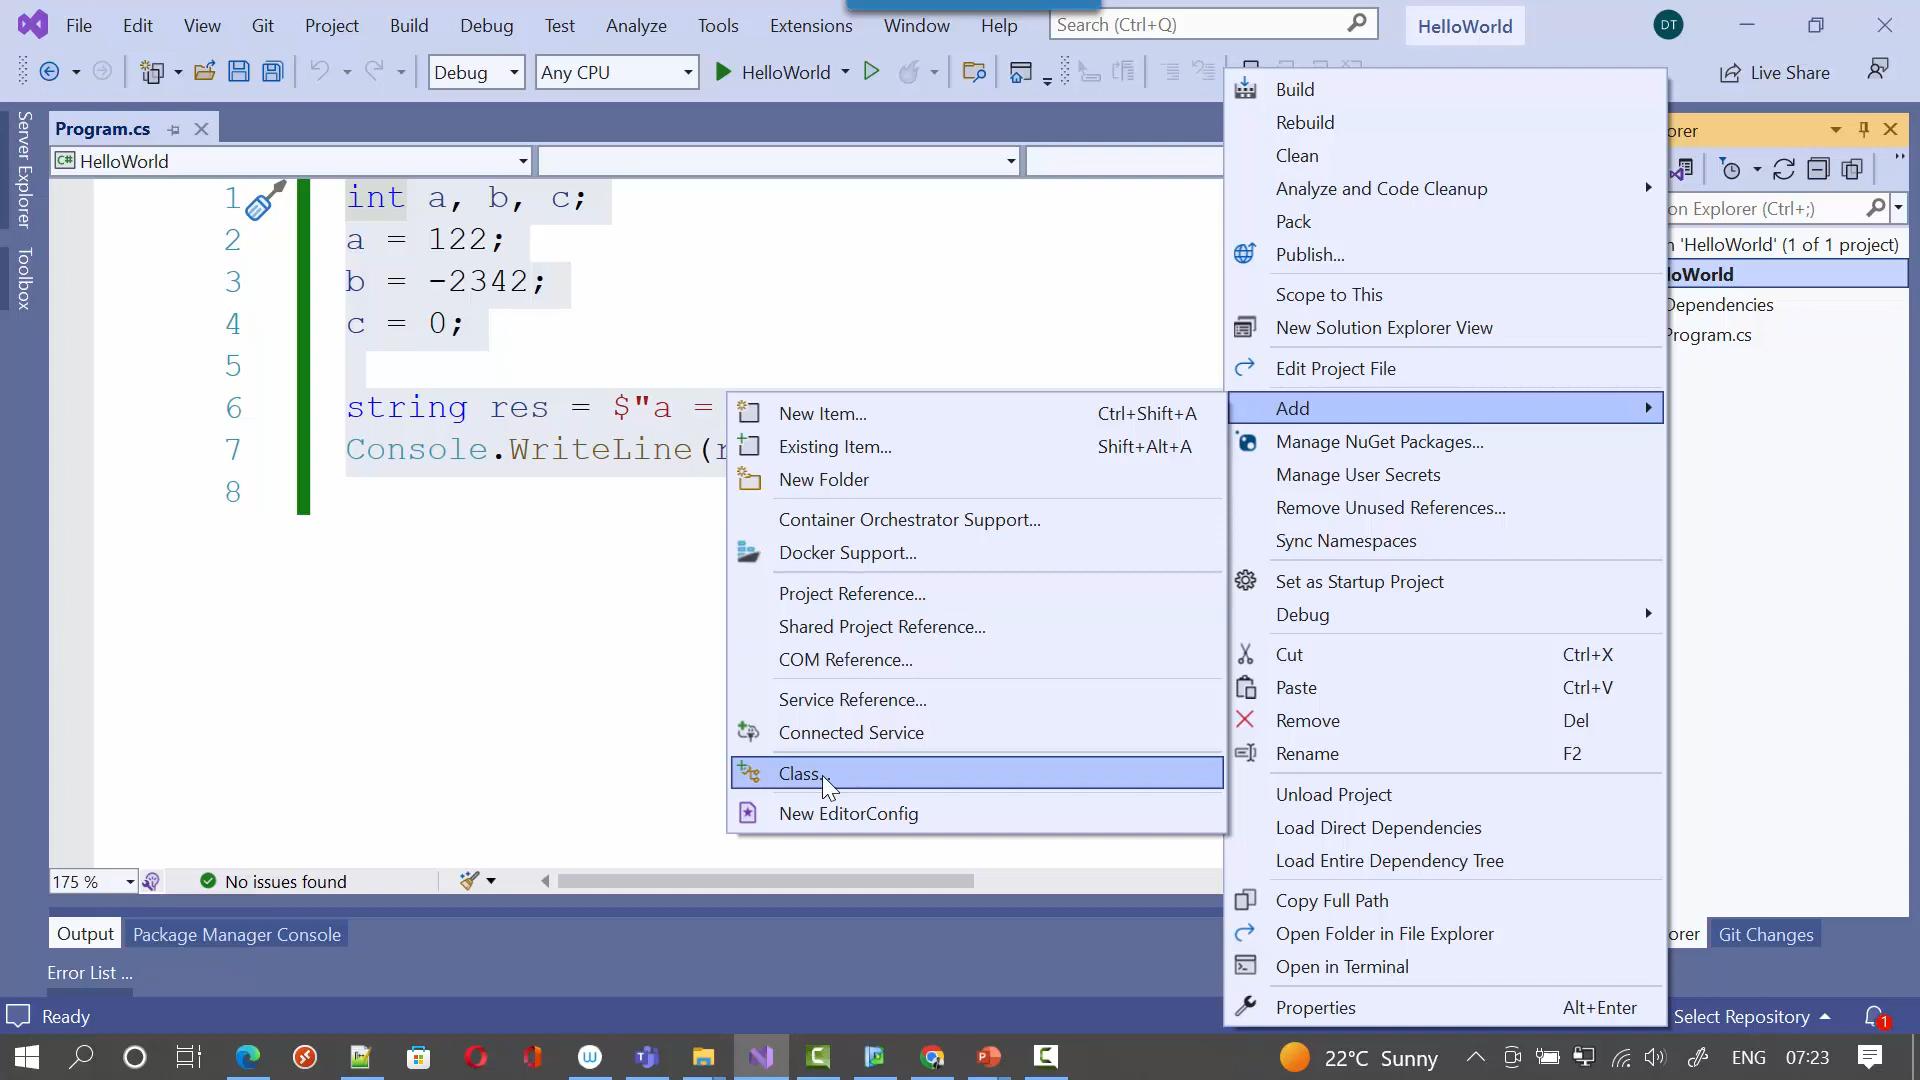 File Edit View Git Project Build Debug Test Analyze Tools Extensions Window Help Search (Ctrl+Q) HelloWorld DT
Debug Any CPU HelloWorld Live Share
Server Explorer
Toolbox
Program.cs
C# HelloWorld
1 int a, b, c;
2 a = 122;
3 b = -2342;
4 c = 0;
5
6 string res = $"a =
7 Console.WriteLine(
8
New Item... Ctrl+Shift+A
Existing Item... Shift+Alt+A
New Folder
Container Orchestrator Support...
Docker Support...
Project Reference...
Shared Project Reference...
COM Reference...
Service Reference...
Connected Service
Class...
New EditorConfig
Build
Rebuild
Clean
Analyze and Code Cleanup
Pack
Publish...
Scope to This
New Solution Explorer View
Edit Project File
Add
Manage NuGet Packages...
Manage User Secrets
Remove Unused References...
Sync Namespaces
Set as Startup Project
Debug
Cut Ctrl+X
Paste Ctrl+V
Remove Del
Rename F2
Unload Project
Load Direct Dependencies
Load Entire Dependency Tree
Copy Full Path
Open Folder in File Explorer
Open in Terminal
Properties Alt+Enter
orer
on Explorer (Ctrl+;)
n 'HelloWorld' (1 of 1 project)
loWorld
Dependencies
Program.cs
175 % No issues found
Output Package Manager Console
orer Git Changes
Error List ...
Ready
Select Repository 1
22°C Sunny ENG 07:23